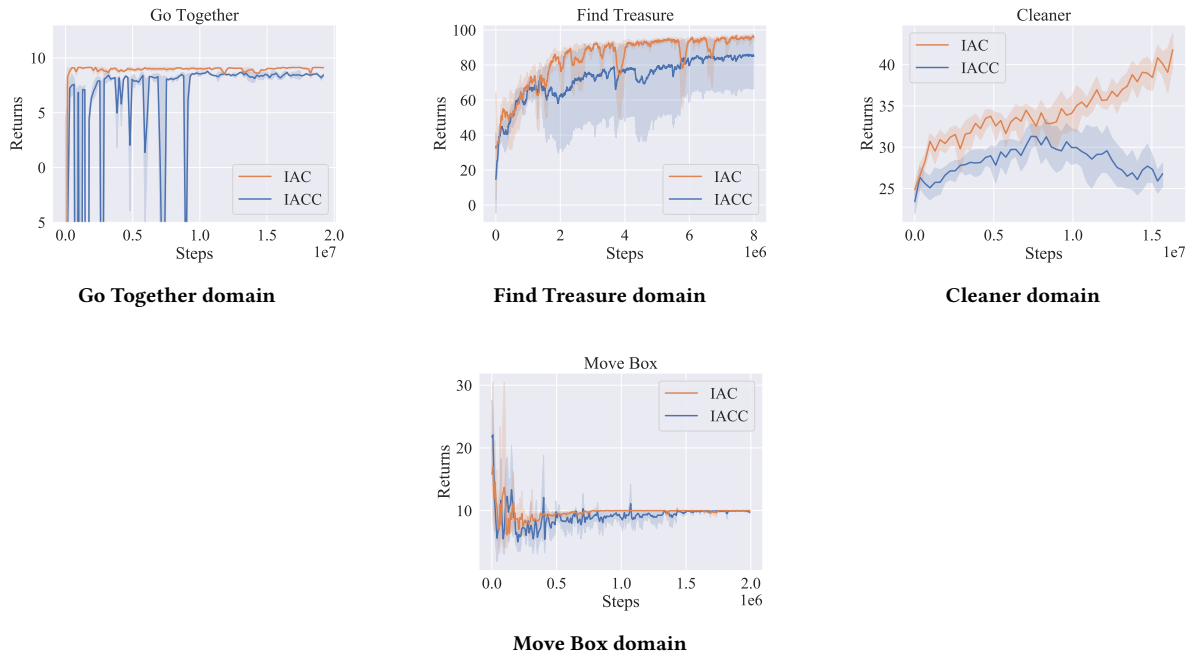 Go Together
10
5
0
5
Returns
IAC
IACC
0.0 0.5 1.0 1.5 2.0
Steps
1e7
Go Together domain
Find Treasure
100
80
60
40
20
0
Returns
IAC
IACC
0 2 4 6 8
Steps
1e6
Find Treasure domain
Cleaner
40
35
30
25
Returns
IAC
IACC
0.0 0.5 1.0 1.5
Steps
1e7
Cleaner domain
Move Box
30
20
10
Returns
IAC
IACC
0.0 0.5 1.0 1.5 2.0
Steps
1e6
Move Box domain